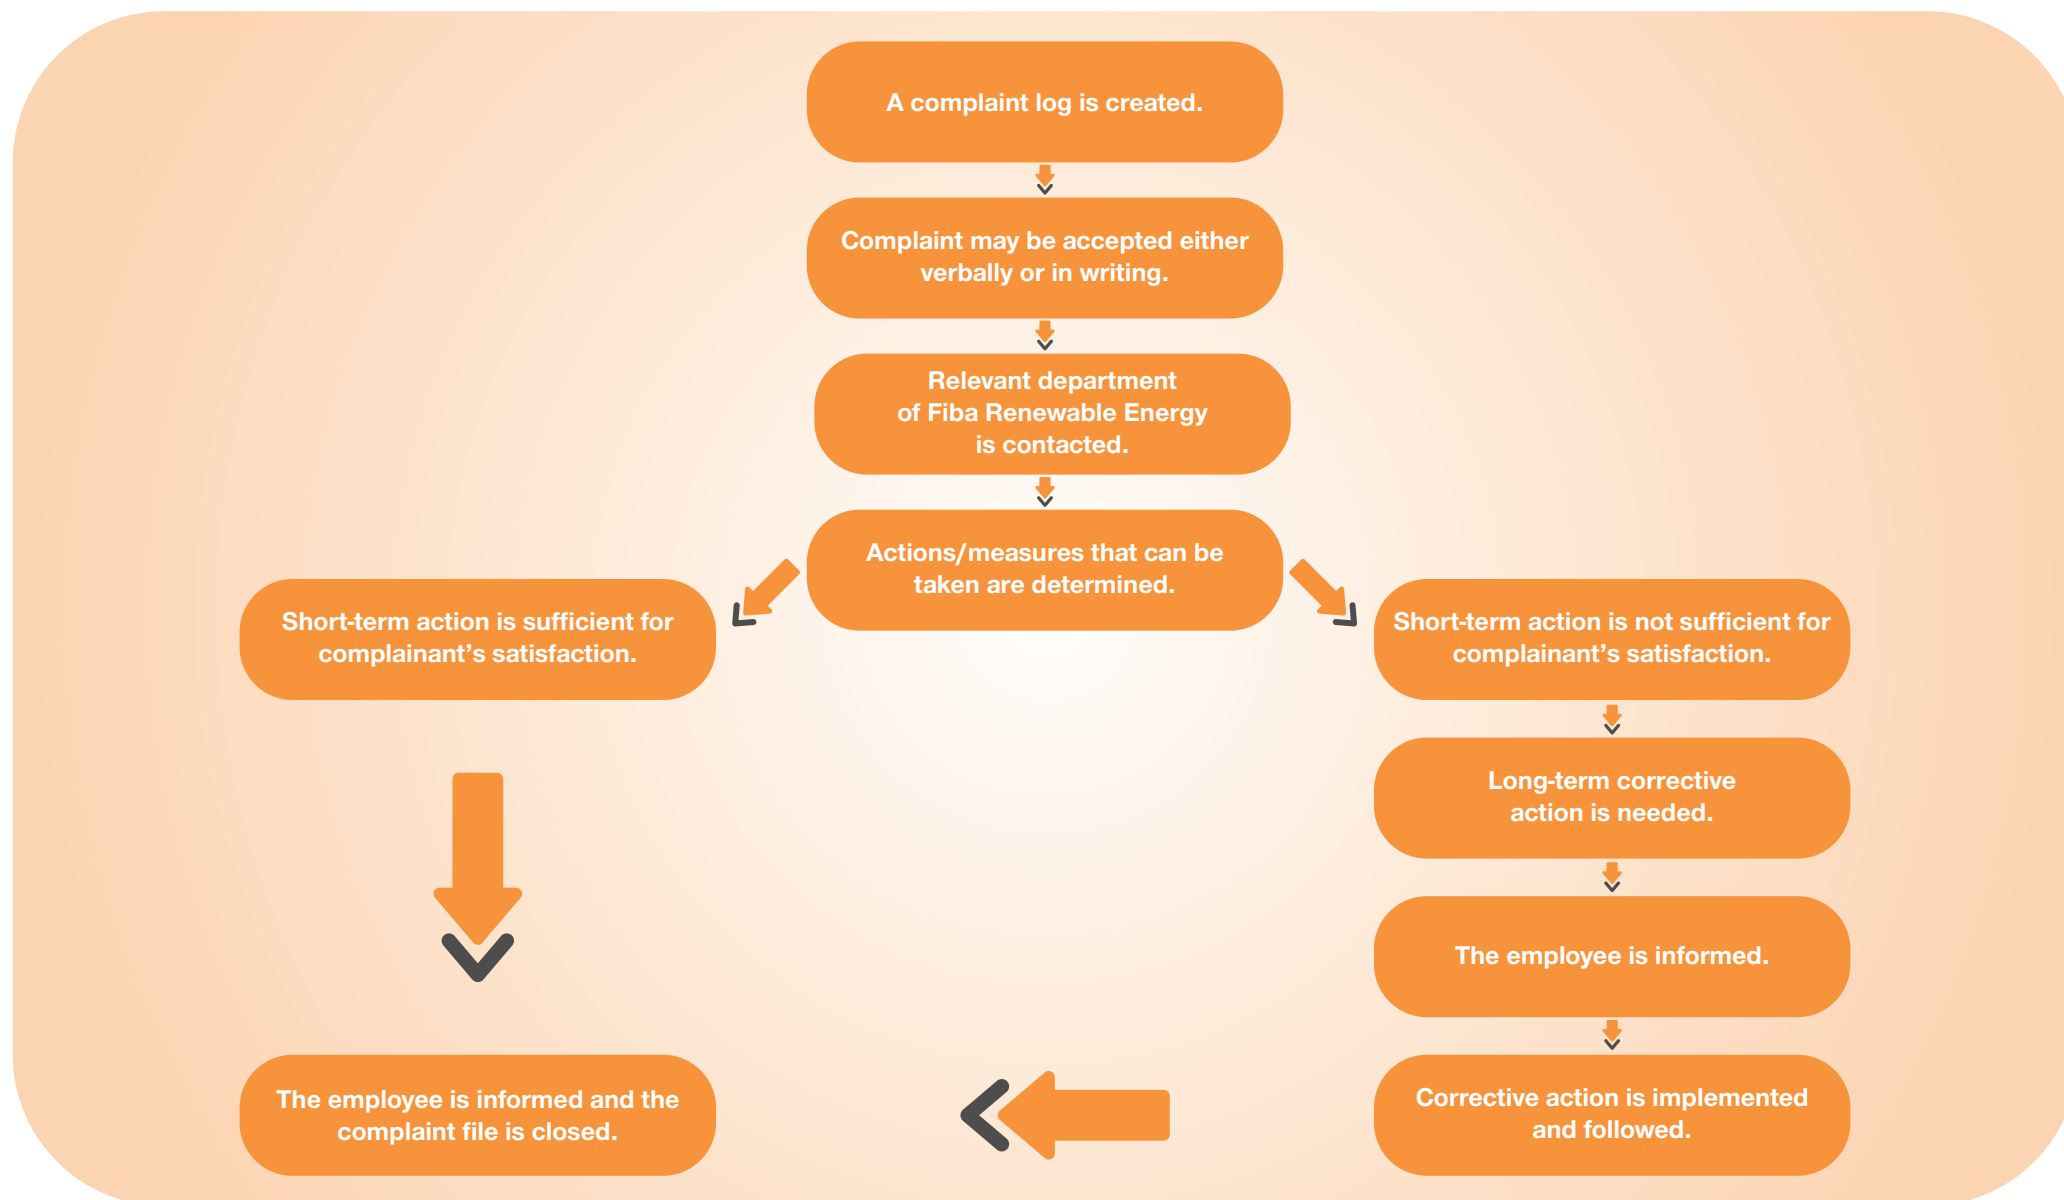 A complaint log is created.
Complaint may be accepted either
verbally or in writing.
Relevant department
of Fiba Renewable Energy
is contacted.
Actions/measures that can be
taken are determined.
Short-term action is sufficient for
complainant’s satisfaction.
Short-term action is not sufficient for
complainant’s satisfaction.
Long-term corrective
action is needed.
The employee is informed.
Corrective action is implemented
and followed.
The employee is informed and the
complaint file is closed.